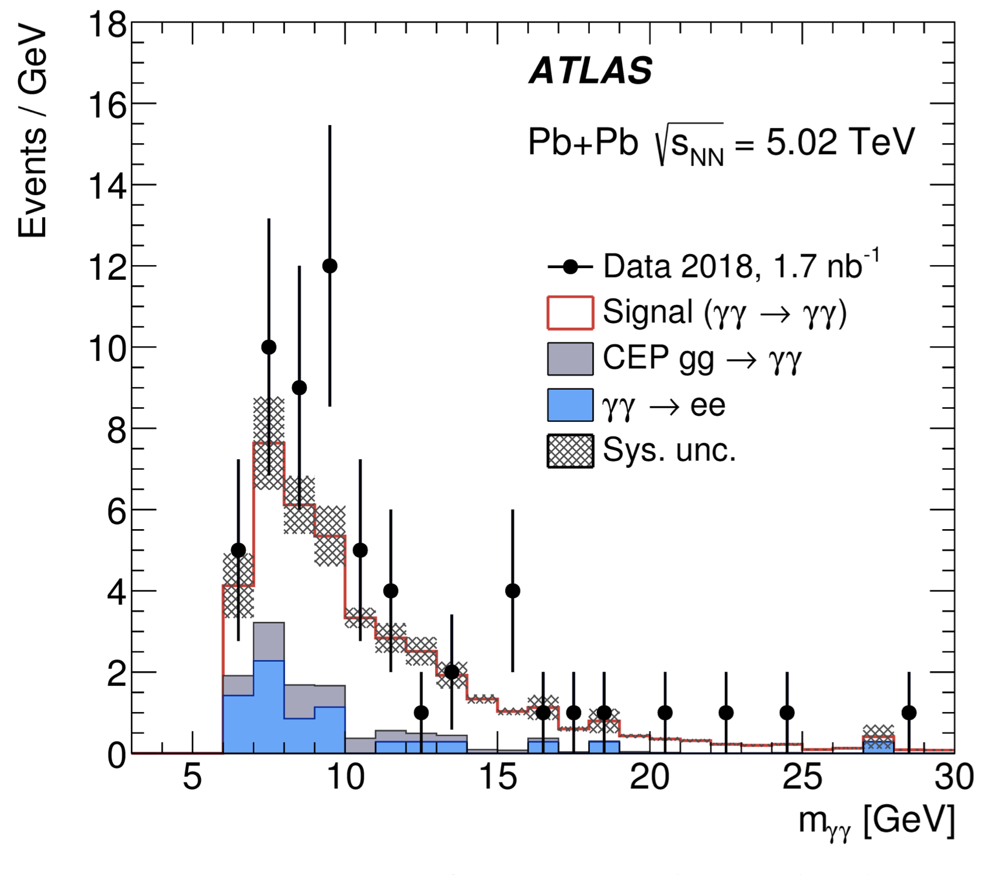 Events / GeV
18
16
14
12
10
8
6
4
2
0
ATLAS
Pb+Pb √sNN = 5.02 TeV
Data 2018, 1.7 nb-1
Signal (γγ → γγ)
CEP gg → γγ
γγ → ee
Sys. unc.
5 10 15 20 25 30
mγγ [GeV]